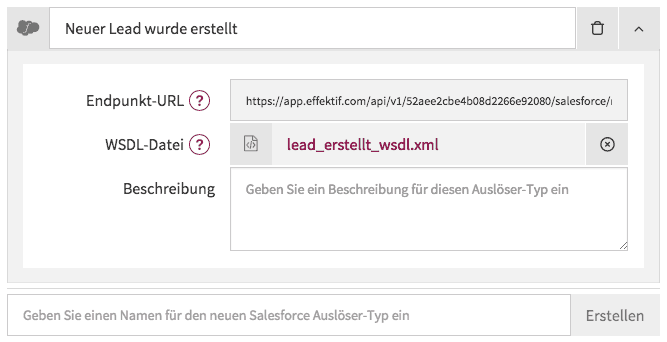 Neuer Lead wurde erstellt
Endpunkt-URL ? https://app.effektif.com/api/v1/52aee2cbe4b08d2266e92080/salesforce/
WSDL-Datei ? lead_erstellt_wsdl.xml
Beschreibung Geben Sie ein Beschreibung für diesen Auslöser-Typ ein
Geben Sie einen Namen für den neuen Salesforce Auslöser-Typ ein Erstellen